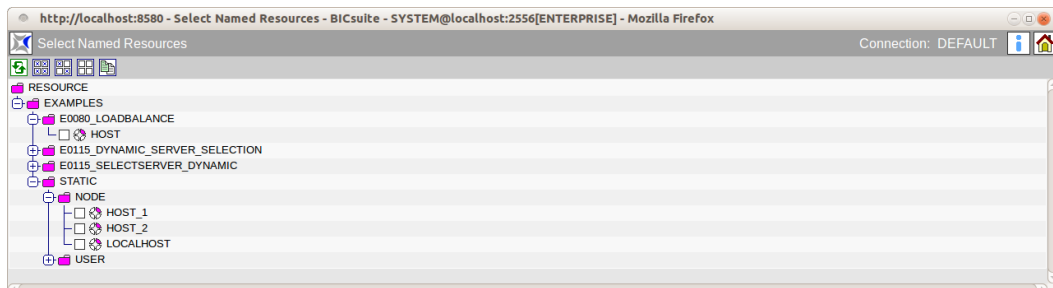 http://localhost:8580 - Select Named Resources - BICsuite - SYSTEM@localhost:2556[ENTERPRISE] - Mozilla Firefox
Select Named Resources Connection: DEFAULT
RESOURCE
EXAMPLES
E0080_LOADBALANCE
HOST
E0115_DYNAMIC_SERVER_SELECTION
E0115_SELECTSERVER_DYNAMIC
STATIC
NODE
HOST_1
HOST_2
LOCALHOST
USER